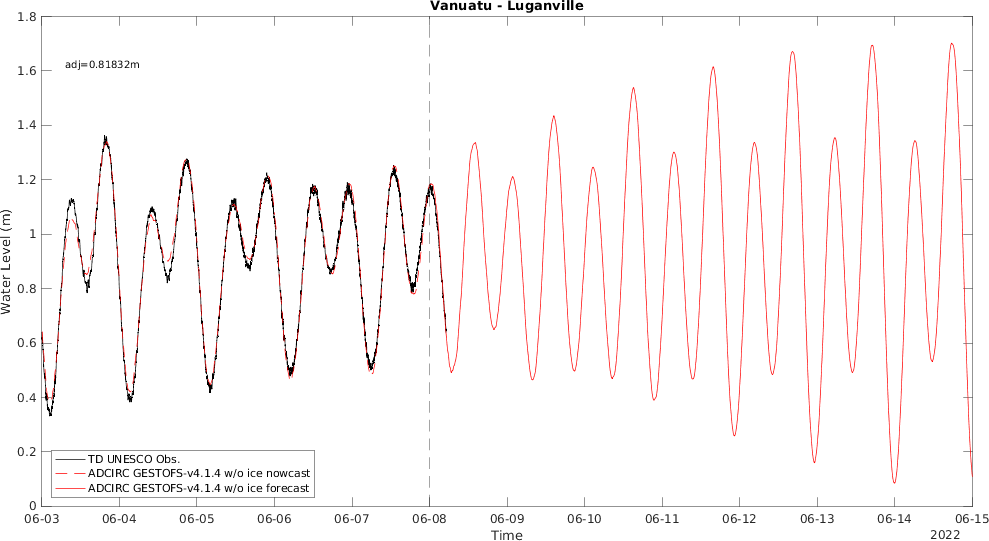 Vanuatu - Luganville
1.8
1.6
1.4
1.2
1
0.8
0.6
0.4
0.2
0
Water Level (m)
adj=0.81832m
TD UNESCO Obs.
ADCIRC GESTOFS-v4.1.4 w/o ice nowcast
ADCIRC GESTOFS-v4.1.4 w/o ice forecast
06-03 06-04 06-05 06-06 06-07 06-08 06-09 06-10 06-11 06-12 06-13 06-14 06-15
Time
2022